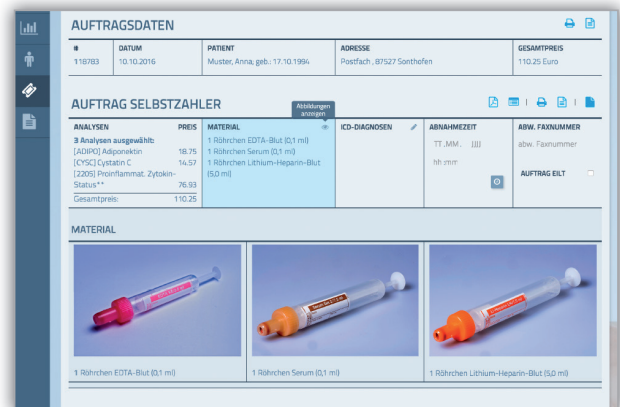 AUFTRAGSDATEN
# DATUM PATIENT ADRESSE GESAMTPREIS
118783 10.10.2016 Muster, Anna; geb.: 17.10.1994 Postfach , 87527 Sonthofen 110.25 Euro
AUFTRAG SELBSTZAHLER
Abbildungen
anzeigen
ANALYSEN PREIS
3 Analysen ausgewählt:
[ADIPO] Adiponektin 18.75
[CYSC] Cystatin C 14.57
[2205] Proinflammat. Zytokin-
Status** 76.93
Gesamtpreis: 110.25
MATERIAL
1 Röhrchen EDTA-Blut (0,1 ml)
1 Röhrchen Serum (0,1 ml)
1 Röhrchen Lithium-Heparin-Blut
(5,0 ml)
ICD-DIAGNOSEN
ABNAHMEZEIT
TT .MM. JJJJ
hh :mm
ABW. FAXNUMMER
abw. Faxnummer
AUFTRAG EILT
MATERIAL
1 Röhrchen EDTA-Blut (0,1 ml)
1 Röhrchen Serum (0,1 ml)
1 Röhrchen Lithium-Heparin-Blut (5,0 ml)